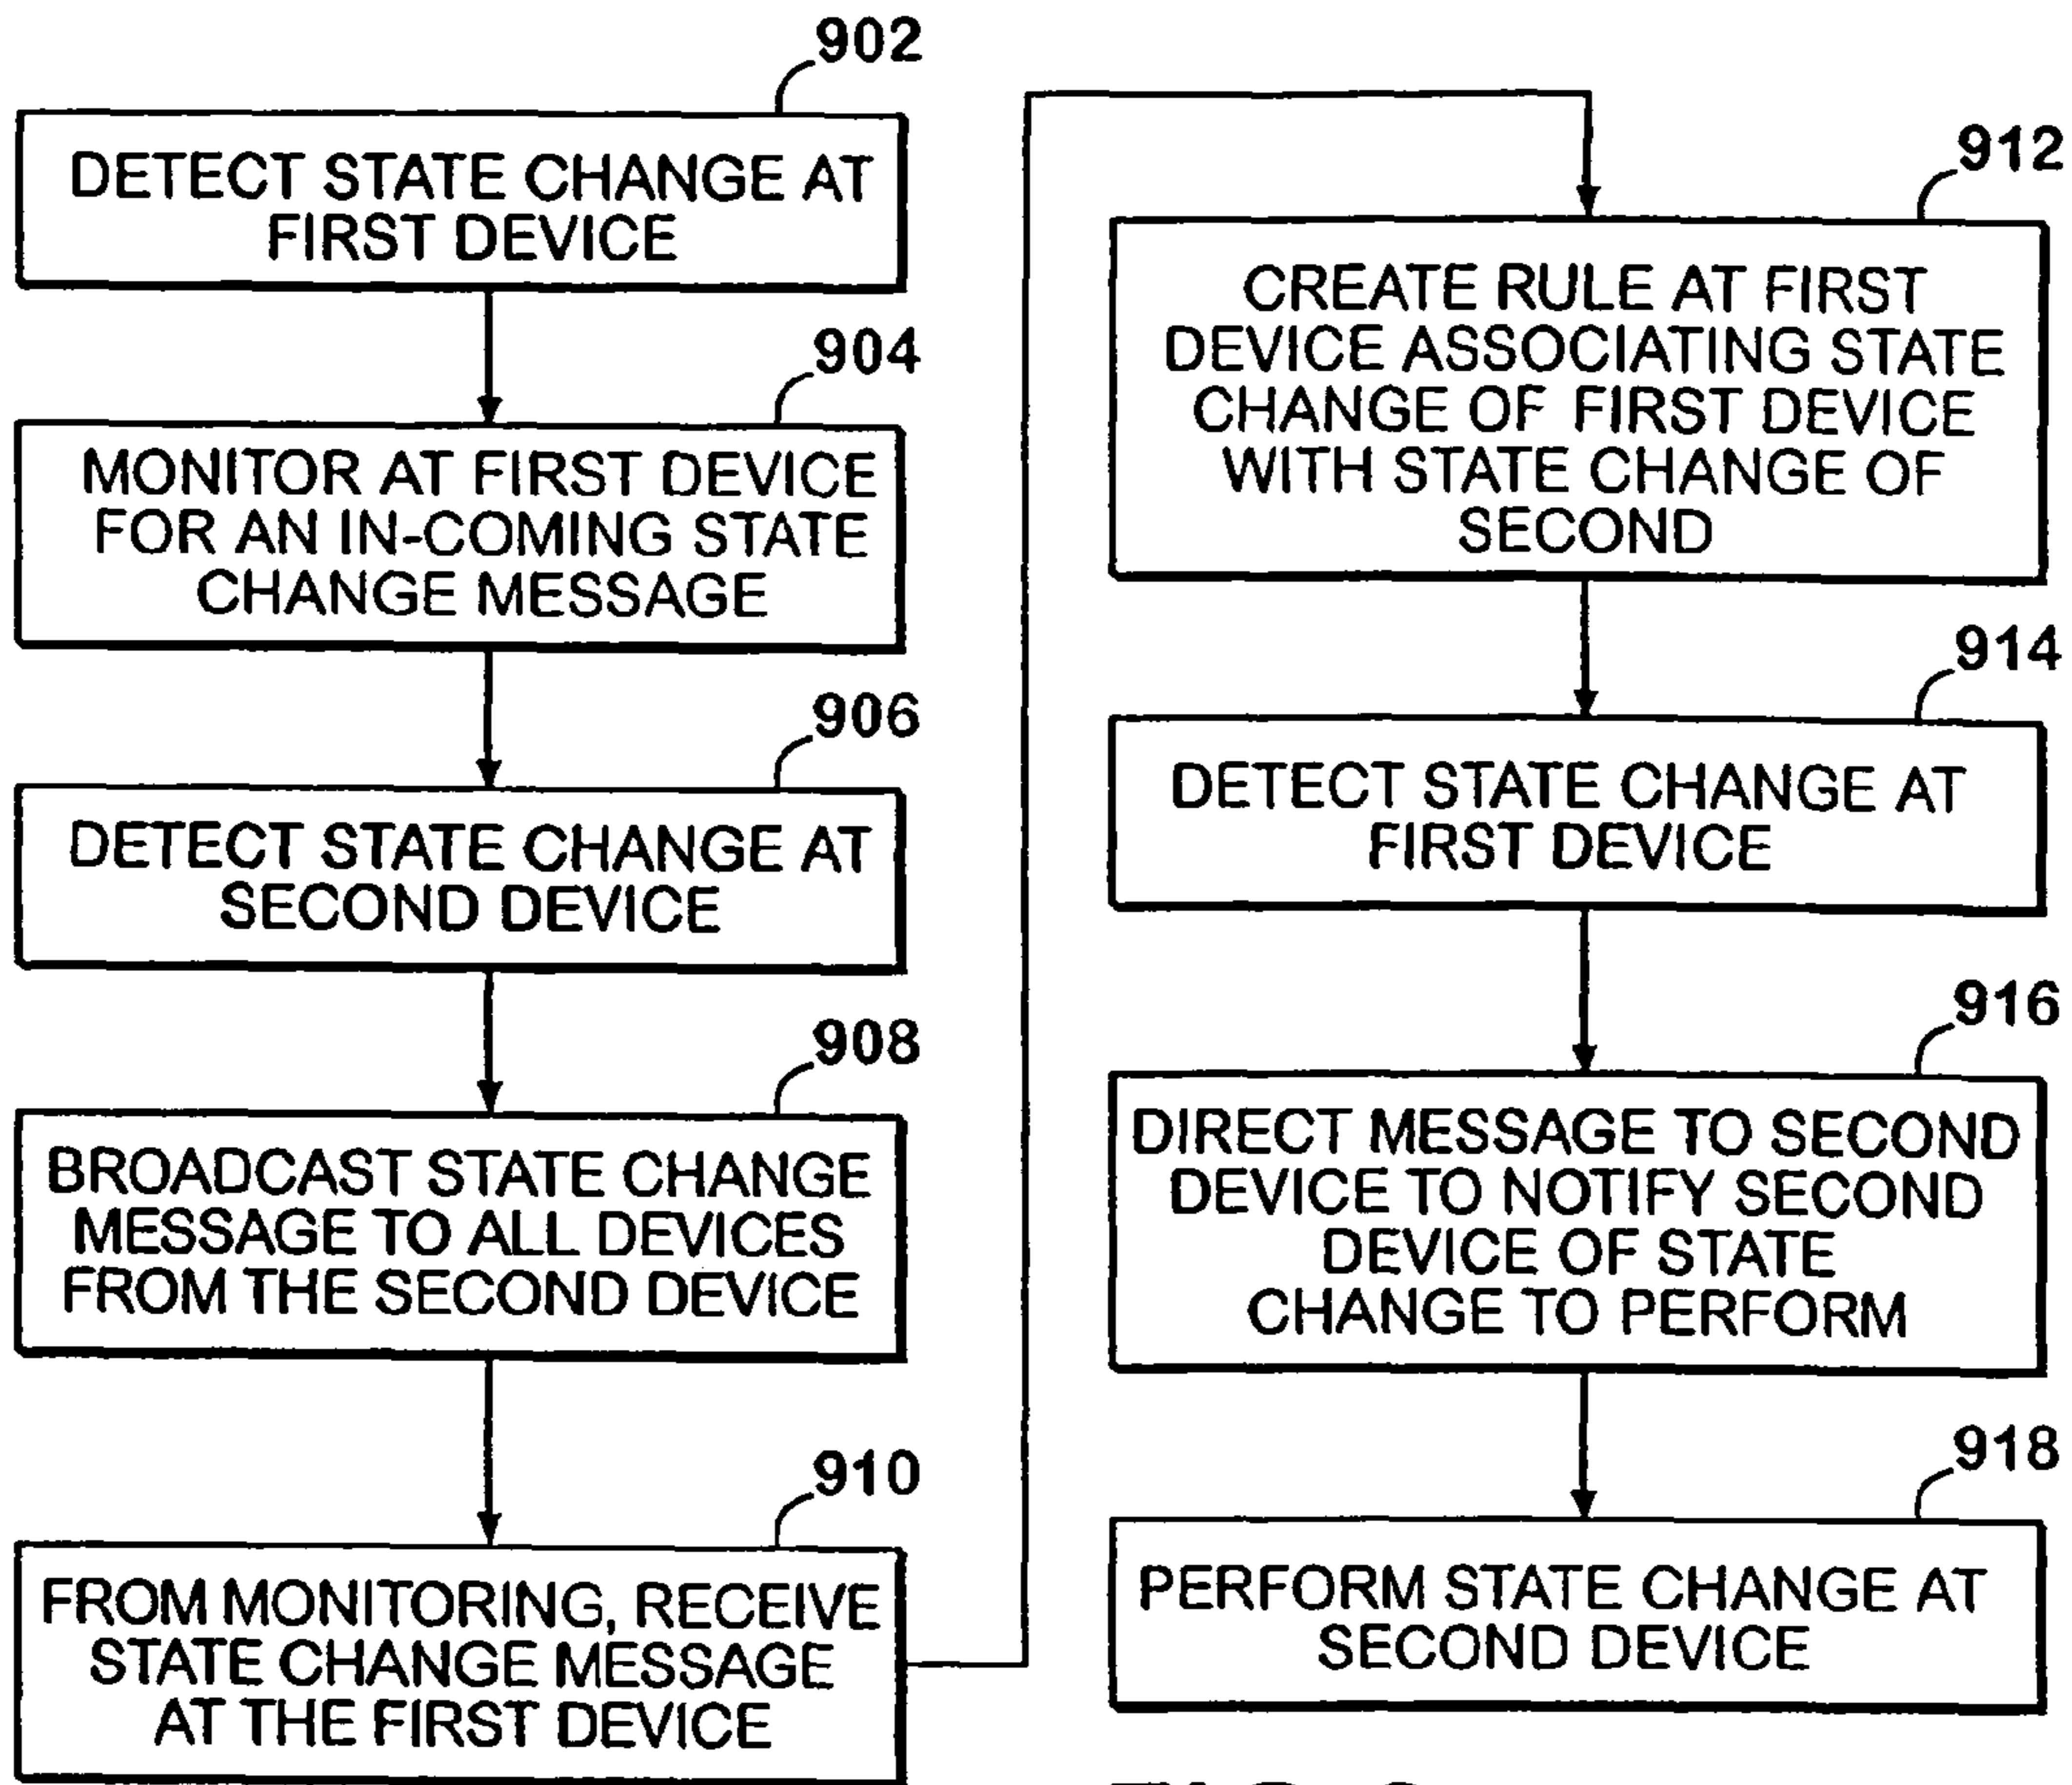 902
DETECT STATE CHANGE AT
FIRST DEVICE
904
MONITOR AT FIRST DEVICE
FOR AN IN-COMING STATE
CHANGE MESSAGE
906
DETECT STATE CHANGE AT
SECOND DEVICE
908
BROADCAST STATE CHANGE
MESSAGE TO ALL DEVICES
FROM THE SECOND DEVICE
910
FROM MONITORING, RECEIVE
STATE CHANGE MESSAGE
AT THE FIRST DEVICE
912
CREATE RULE AT FIRST
DEVICE ASSOCIATING STATE
CHANGE OF FIRST DEVICE
WITH STATE CHANGE OF
SECOND
914
DETECT STATE CHANGE AT
FIRST DEVICE
916
DIRECT MESSAGE TO SECOND
DEVICE TO NOTIFY SECOND
DEVICE OF STATE
CHANGE TO PERFORM
918
PERFORM STATE CHANGE AT
SECOND DEVICE